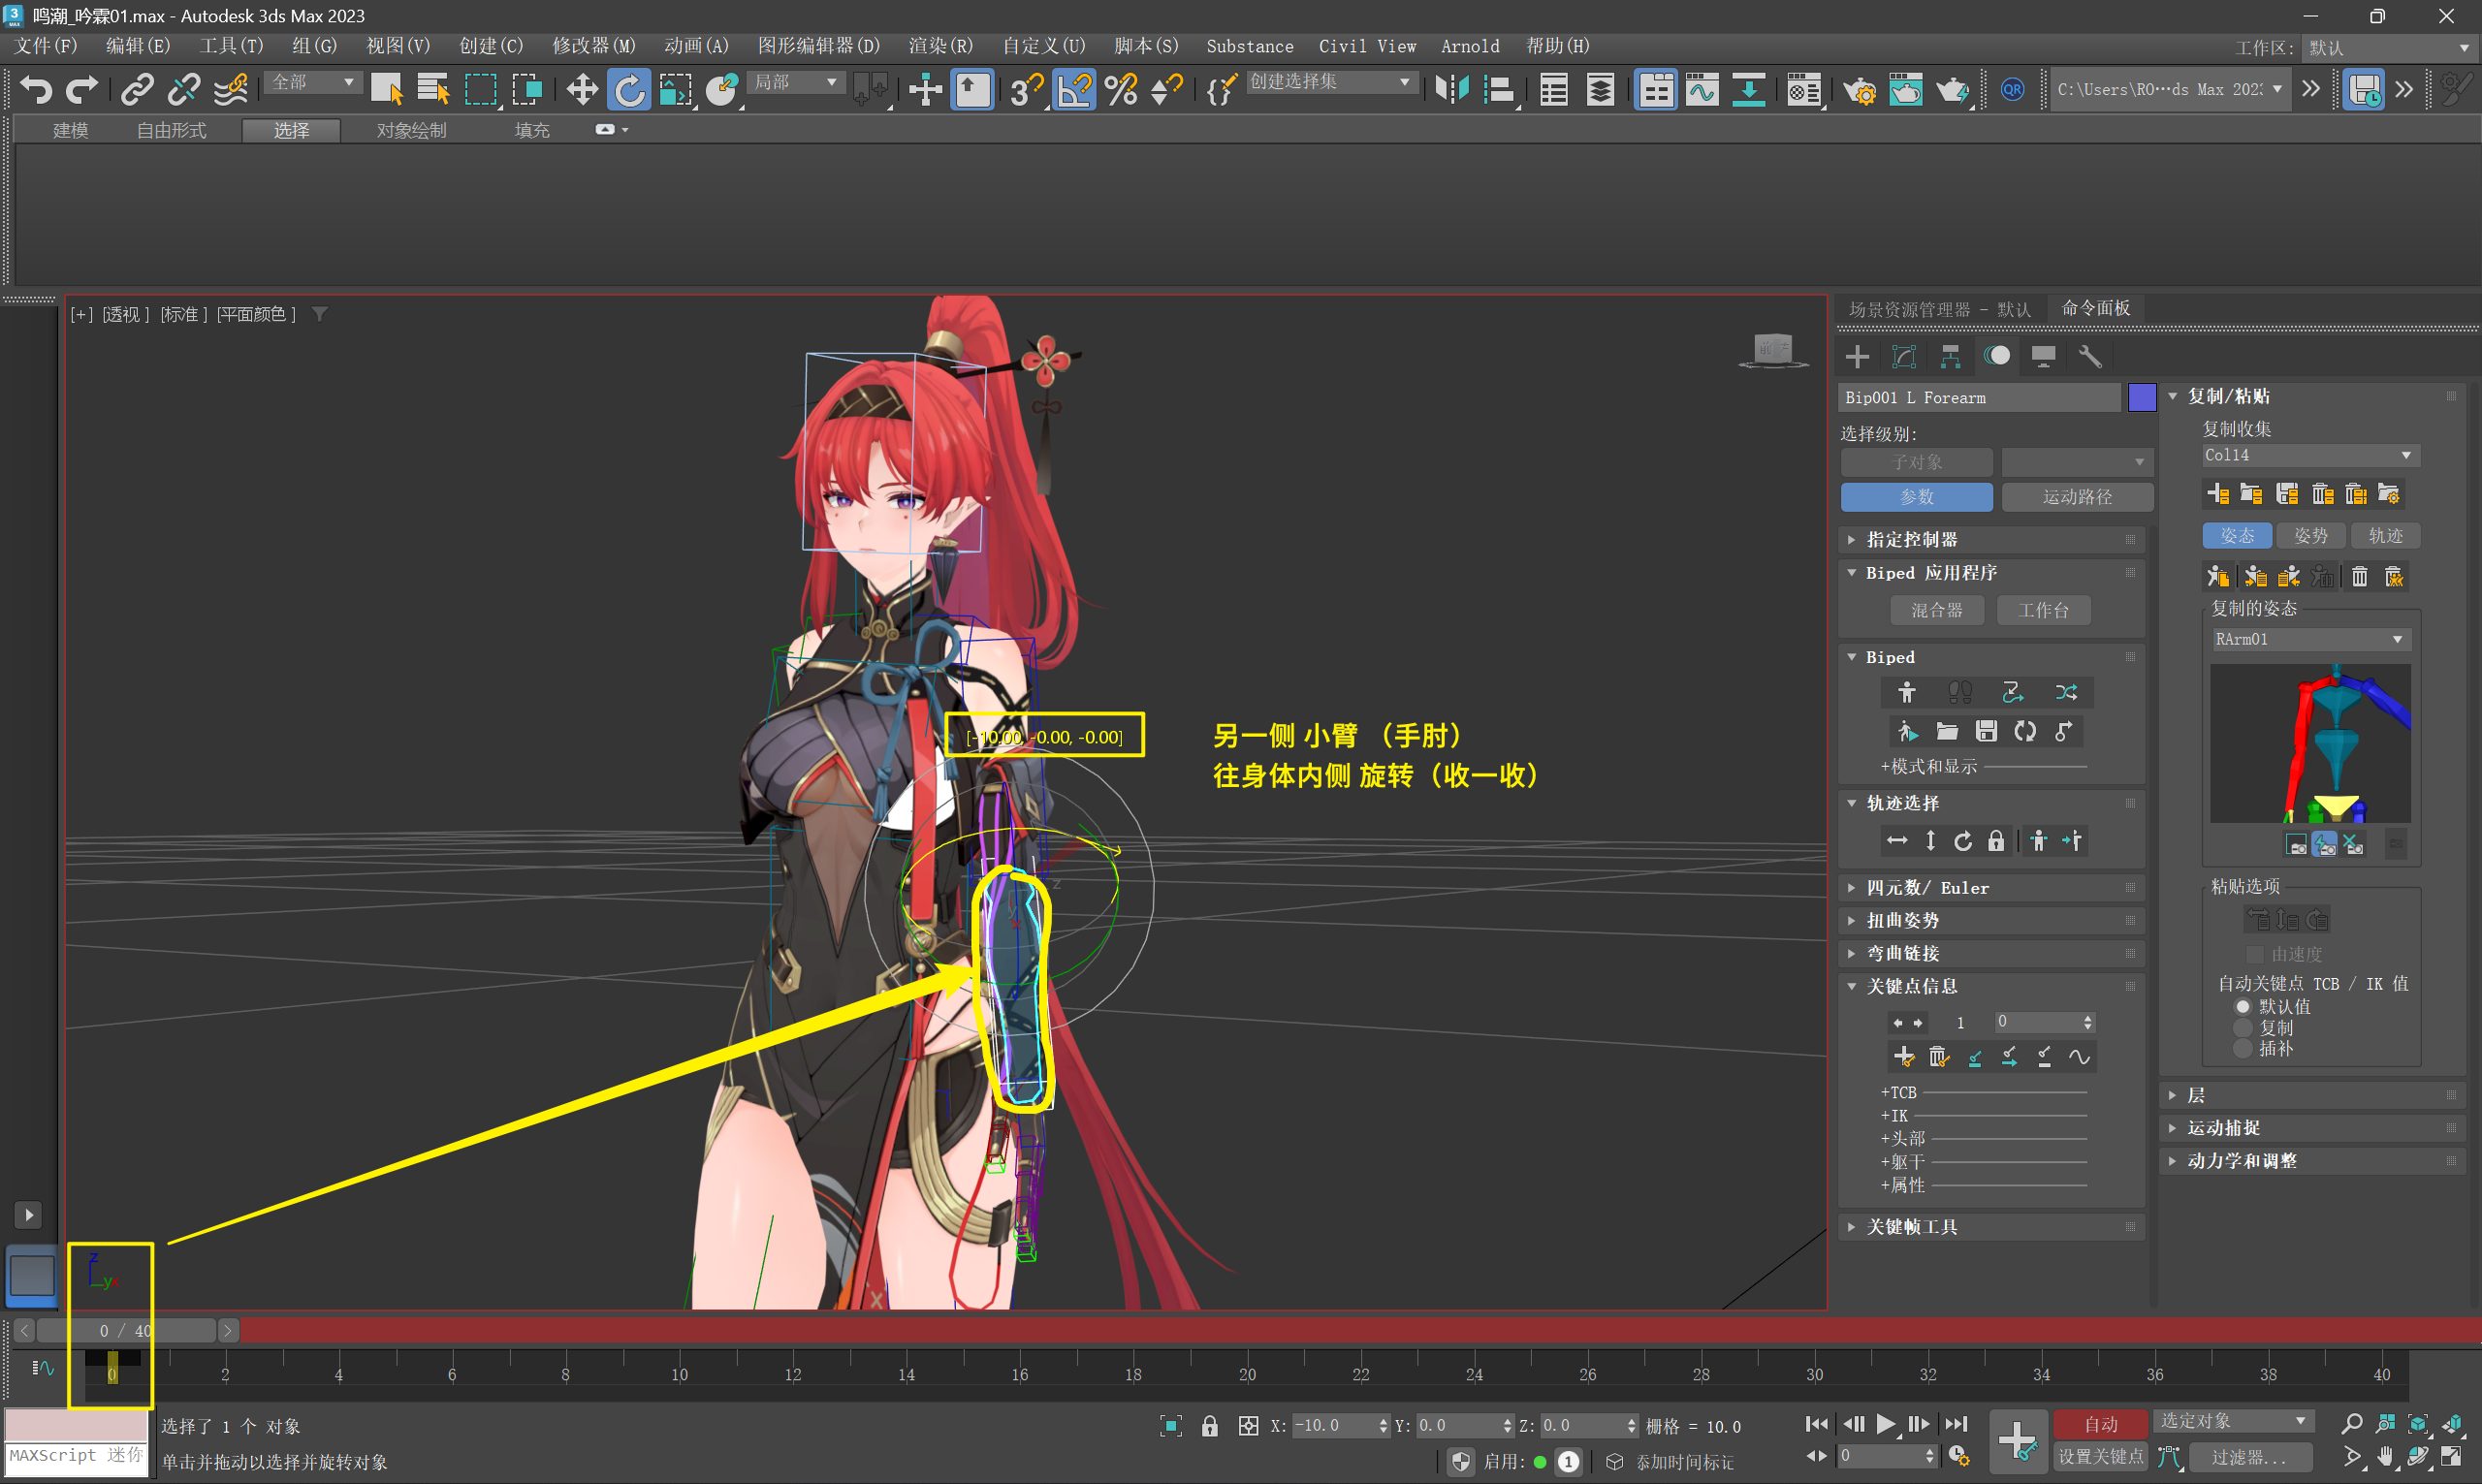 鸣潮_吟霖01.max - Autodesk 3ds Max 2023
文件(F) 编辑(E) 工具(T) 组(G) 视图(V) 创建(C) 修改器(M) 动画(A) 图形编辑器(D) 渲染(R) 自定义(U) 脚本(S) Substance Civil View Arnold 帮助(H)
工作区: 默认
全部 局部 创建选择集 QR C:\Users\RO···ds Max 202
建模 自由形式 选择 对象绘制 填充
[+] [透视] [标准] [平面颜色]
场景资源管理器 - 默认 命令面板
Bip001 L Forearm
选择级别:
子对象
参数 运动路径
指定控制器
Biped 应用程序
混合器 工作台
Biped
+模式和显示
轨迹选择
四元数/ Euler
扭曲姿势
弯曲链接
关键点信息
1 0
+TCB
+IK
+头部
+躯干
+属性
关键帧工具
复制/粘贴
复制收集
Col14
姿态 姿势 轨迹
复制的姿态
RArm01
粘贴选项
由速度
自动关键点 TCB / IK 值
默认值
复制
插补
层
运动捕捉
动力学和调整
[-10.00, -0.00, -0.00]
另一侧 小臂 （手肘）
往身体内侧 旋转（收一收）
z
y
x
z
y
x
0 / 40
0 2 4 6 8 10 12 14 16 18 20 22 24 26 28 30 32 34 36 38 40
选择了 1 个 对象
X: -10.0 Y: 0.0 Z: 0.0 栅格 = 10.0
自动 选定对象
MAXScript 迷你
单击并拖动以选择并旋转对象
启用: 1 添加时间标记
0
设置关键点 过滤器...